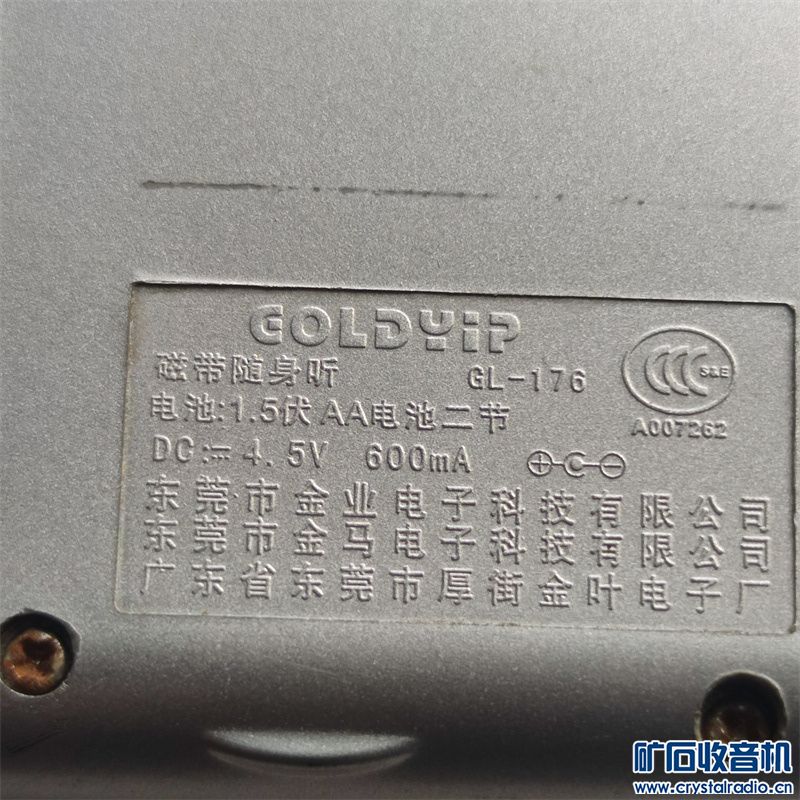 GOLDYiP
磁带随身听 GL-176
S&E
电池:1.5伏 AA电池二节
A007262
DC:⎓4.5V 600mA
东莞市金业电子科技有限公司
东莞市金马电子科技有限公司
广东省东莞市厚街金叶电子厂
矿石收音机
www.crystalradio.cn